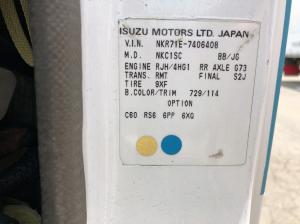 ISUZU MOTORS LTD. JAPAN
V.I.N. NKR71E-7406408
M.D. NKC1SC BB/JG
ENGINE RJH/4HG1 RR AXLE G73
TRANS. RMT FINAL S2J
TIRE 9XF
B.COLOR/TRIM 729/114
OPTION
C60 RS6 6PP 6XQ